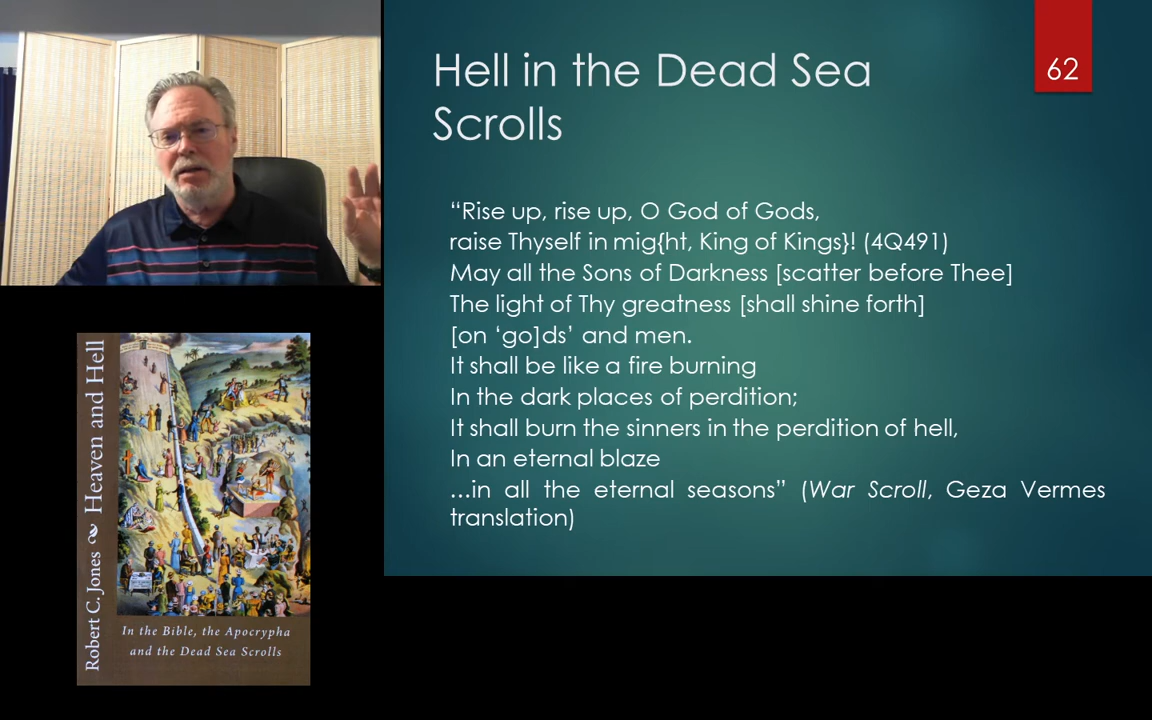 Hell in the Dead Sea
Scrolls
62
“Rise up, rise up, O God of Gods,
raise Thyself in mig{ht, King of Kings}! (4Q491)
May all the Sons of Darkness [scatter before Thee]
The light of Thy greatness [shall shine forth]
[on ‘go]ds’ and men.
It shall be like a fire burning
In the dark places of perdition;
It shall burn the sinners in the perdition of hell,
In an eternal blaze
…in all the eternal seasons” (War Scroll, Geza Vermes
translation)
Robert C. Jones ~ Heaven and Hell
In the Bible, the Apocrypha
and the Dead Sea Scrolls